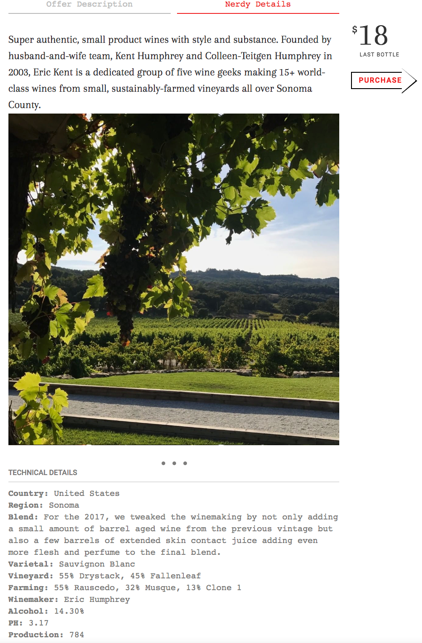 Offer Details
Nerdy Details
$18
LAST BOTTLE
PURCHASE
Super authentic, small product wines with style and substance. Founded by
husband-and-wife team, Kent Humphrey and Colleen-Teitgen Humphrey in
2003, Eric Kent is a dedicated group of five wine geeks making 15+ world-
class wines from small, sustainably-farmed vineyards all over Sonoma
County.
TECHNICAL DETAILS
Country: United States
Region: Sonoma
Blend: For the 2017, we tweaked the winemaking by not only adding
a small amount of barrel aged wine from the previous vintage but
also a few barrels of extended skin contact juice adding even
more flesh and perfume to the final blend.
Varietal: Sauvignon Blanc
Vineyard: 55% Drystack, 45% Fallenleaf
Farming: 55% Rauscedo, 32% Musque, 13% Clone 1
Winemaker: Eric Humphrey
Alcohol: 14.30%
PH: 3.17
Production: 784